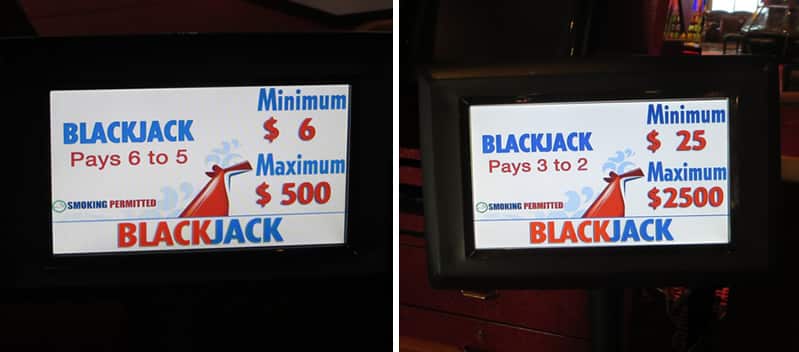 Minimum
$ 6
BLACKJACK
Pays 6 to 5
Maximum
$ 500
SMOKING PERMITTED
BLACKJACK
Minimum
$ 25
BLACKJACK
Pays 3 to 2
Maximum
$2500
SMOKING PERMITTED
BLACKJACK